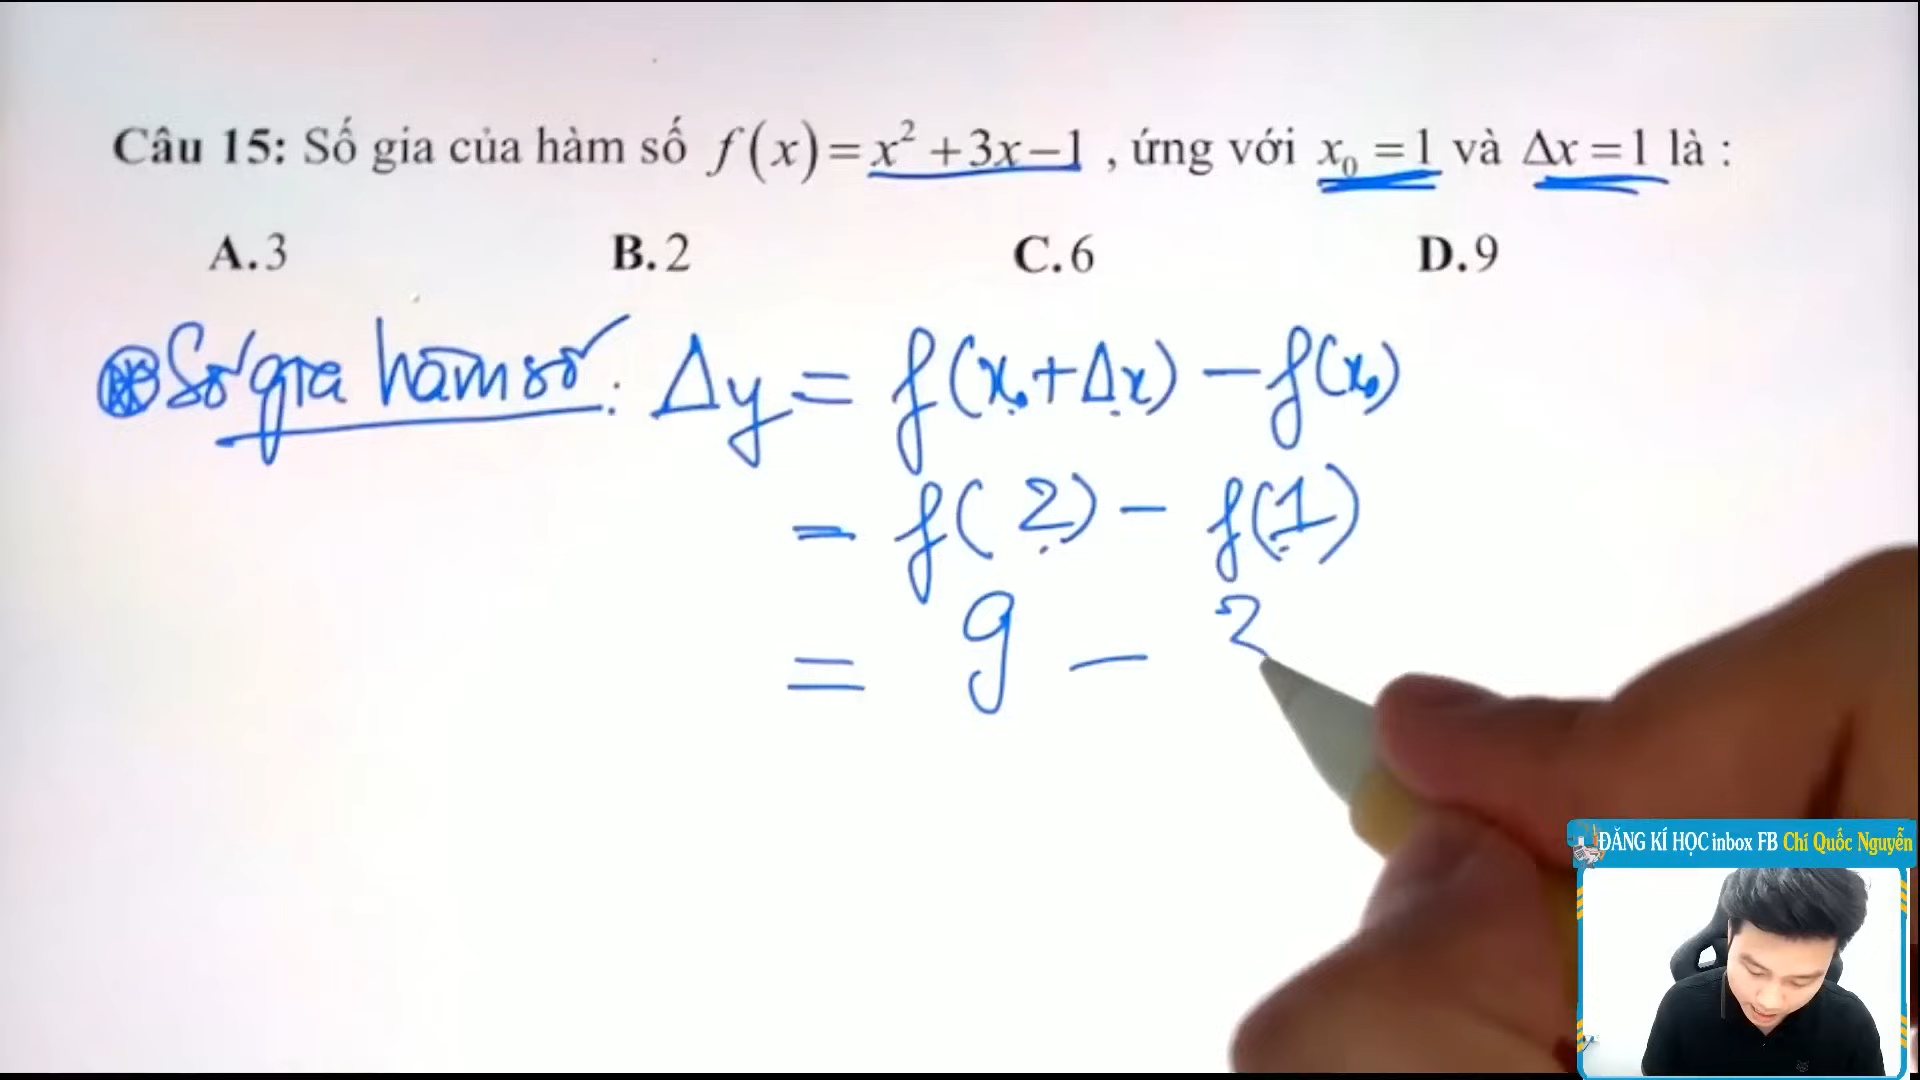 Câu 15: Số gia của hàm số f(x)=x²+3x−1 , ứng với x₀=1 và Δx=1 là :
A.3 B.2 C.6 D.9
Số gia hàm số: Δy = f(x₀+Δx) − f(x₀)
= f(2) − f(1)
= 9 −
ĐĂNG KÍ HỌC inbox FB Chí Quốc Nguyễn